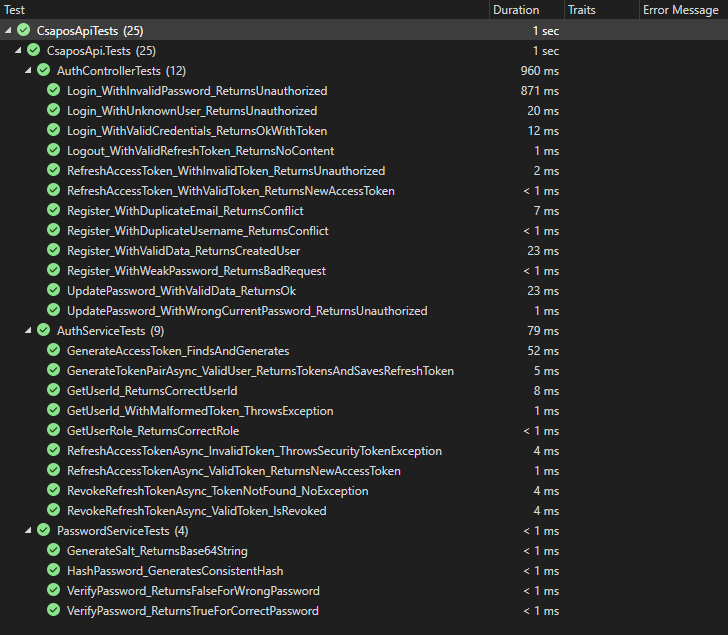 Test Duration Traits Error Message
CsaposApiTests (25) 1 sec
CsaposApi.Tests (25) 1 sec
AuthControllerTests (12) 960 ms
Login_WithInvalidPassword_ReturnsUnauthorized 871 ms
Login_WithUnknownUser_ReturnsUnauthorized 20 ms
Login_WithValidCredentials_ReturnsOkWithToken 12 ms
Logout_WithValidRefreshToken_ReturnsNoContent 1 ms
RefreshAccessToken_WithInvalidToken_ReturnsUnauthorized 2 ms
RefreshAccessToken_WithValidToken_ReturnsNewAccessToken < 1 ms
Register_WithDuplicateEmail_ReturnsConflict 7 ms
Register_WithDuplicateUsername_ReturnsConflict < 1 ms
Register_WithValidData_ReturnsCreatedUser 23 ms
Register_WithWeakPassword_ReturnsBadRequest < 1 ms
UpdatePassword_WithValidData_ReturnsOk 23 ms
UpdatePassword_WithWrongCurrentPassword_ReturnsUnauthorized 1 ms
AuthServiceTests (9) 79 ms
GenerateAccessToken_FindsAndGenerates 52 ms
GenerateTokenPairAsync_ValidUser_ReturnsTokensAndSavesRefreshToken 5 ms
GetUserId_ReturnsCorrectUserId 8 ms
GetUserId_WithMalformedToken_ThrowsException 1 ms
GetUserRole_ReturnsCorrectRole < 1 ms
RefreshAccessTokenAsync_InvalidToken_ThrowsSecurityTokenException 4 ms
RefreshAccessTokenAsync_ValidToken_ReturnsNewAccessToken 1 ms
RevokeRefreshTokenAsync_TokenNotFound_NoException 4 ms
RevokeRefreshTokenAsync_ValidToken_IsRevoked 4 ms
PasswordServiceTests (4) < 1 ms
GenerateSalt_ReturnsBase64String < 1 ms
HashPassword_GeneratesConsistentHash < 1 ms
VerifyPassword_ReturnsFalseForWrongPassword < 1 ms
VerifyPassword_ReturnsTrueForCorrectPassword < 1 ms